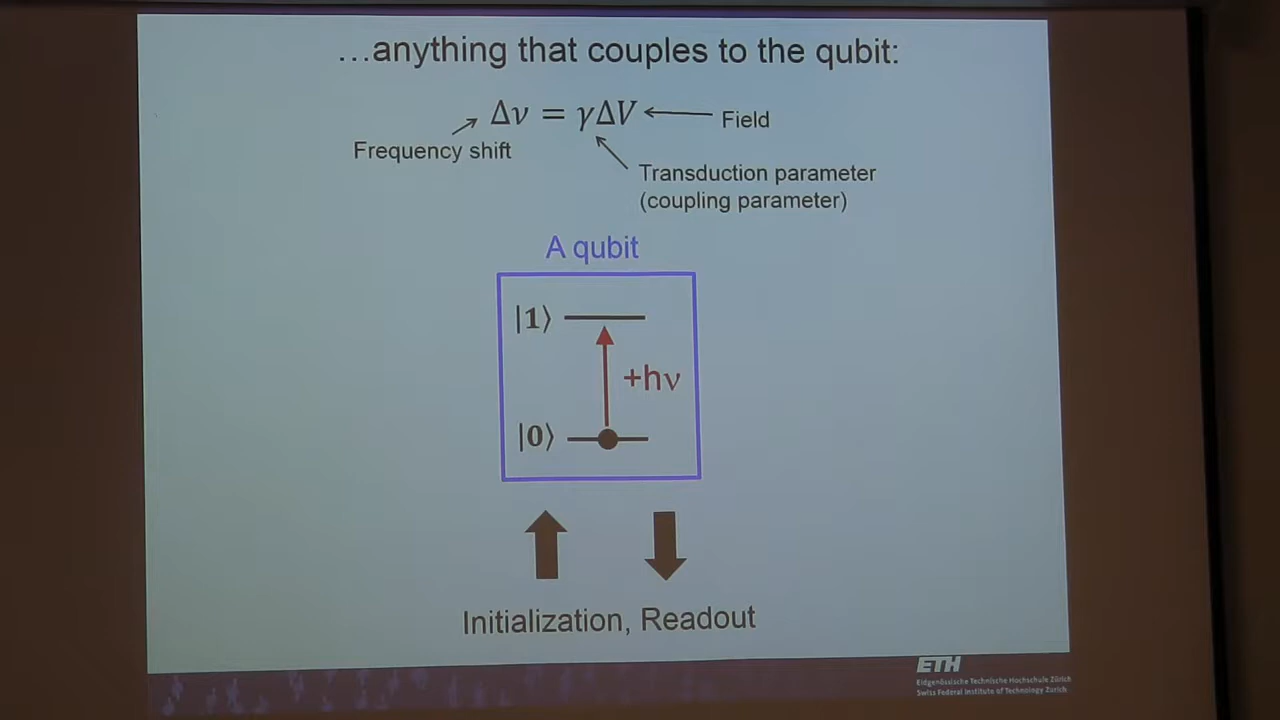 …anything that couples to the qubit:
Δν = γΔV
Field
Frequency shift
Transduction parameter
(coupling parameter)
A qubit
|1⟩
+hν
|0⟩
Initialization, Readout
ETH
Eidgenössische Technische Hochschule Zürich
Swiss Federal Institute of Technology Zurich